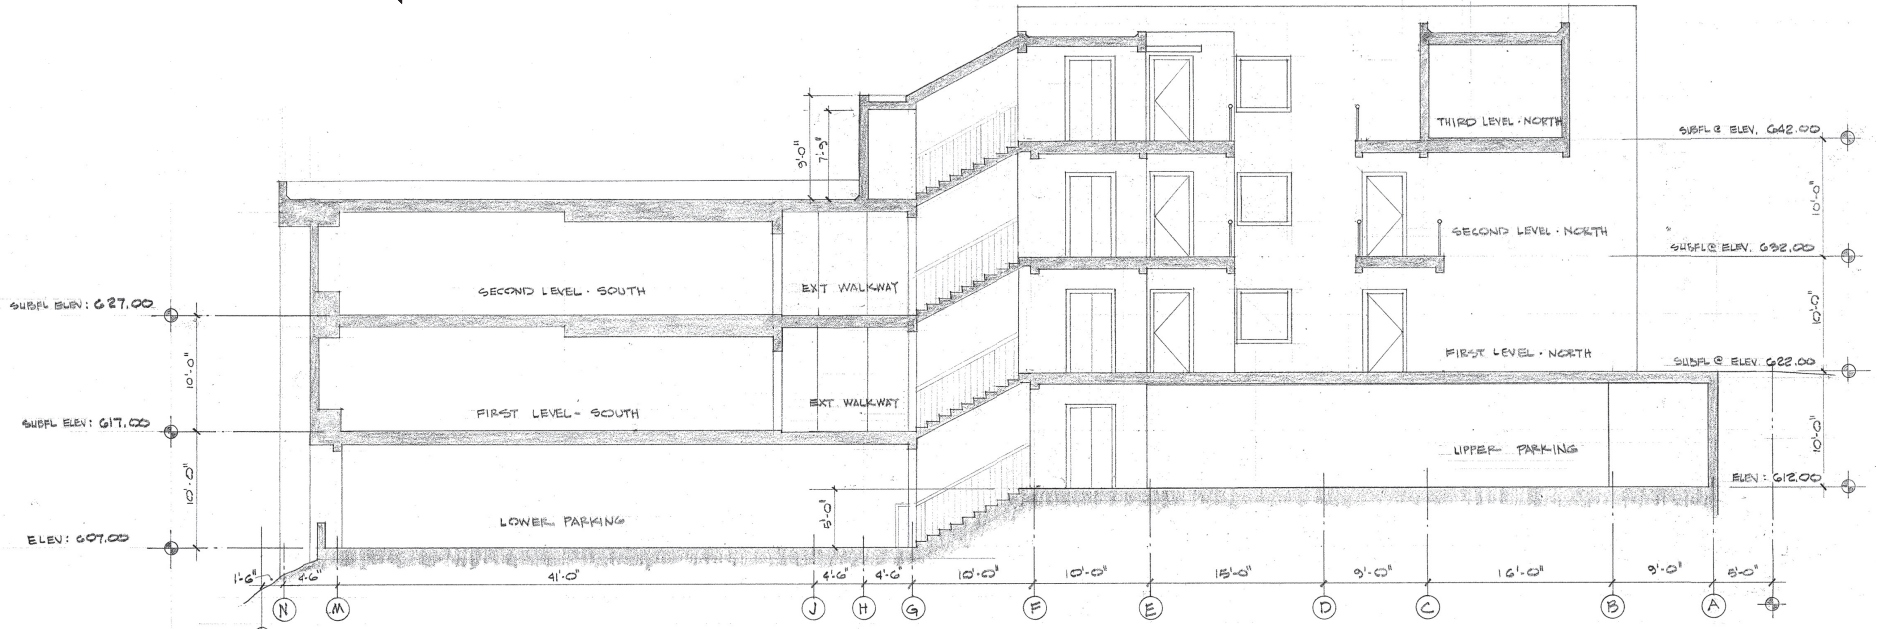 9'-0"
7'-9"
THIRD LEVEL · NORTH
SUBFL @ ELEV. 642.00
10'-0"
SECOND LEVEL · NORTH
SUBFL @ ELEV. 632.00
SECOND LEVEL · SOUTH
EXT WALKWAY
SUBFL ELEV: 627.00
10'-0"
FIRST LEVEL · NORTH
SUBFL @ ELEV. 622.00
10'-0"
FIRST LEVEL - SOUTH
EXT WALKWAY
SUBFL ELEV: 617.00
10'-0"
UPPER PARKING
10'-0"
ELEV: 612.00
LOWER PARKING
5'-0"
ELEV: 607.00
1'-6" 4'-6" 41'-0" 4'-6" 4'-6" 10'-0" 10'-0" 15'-0" 9'-0" 16'-0" 9'-0" 5'-0"
N M J H G F E D C B A